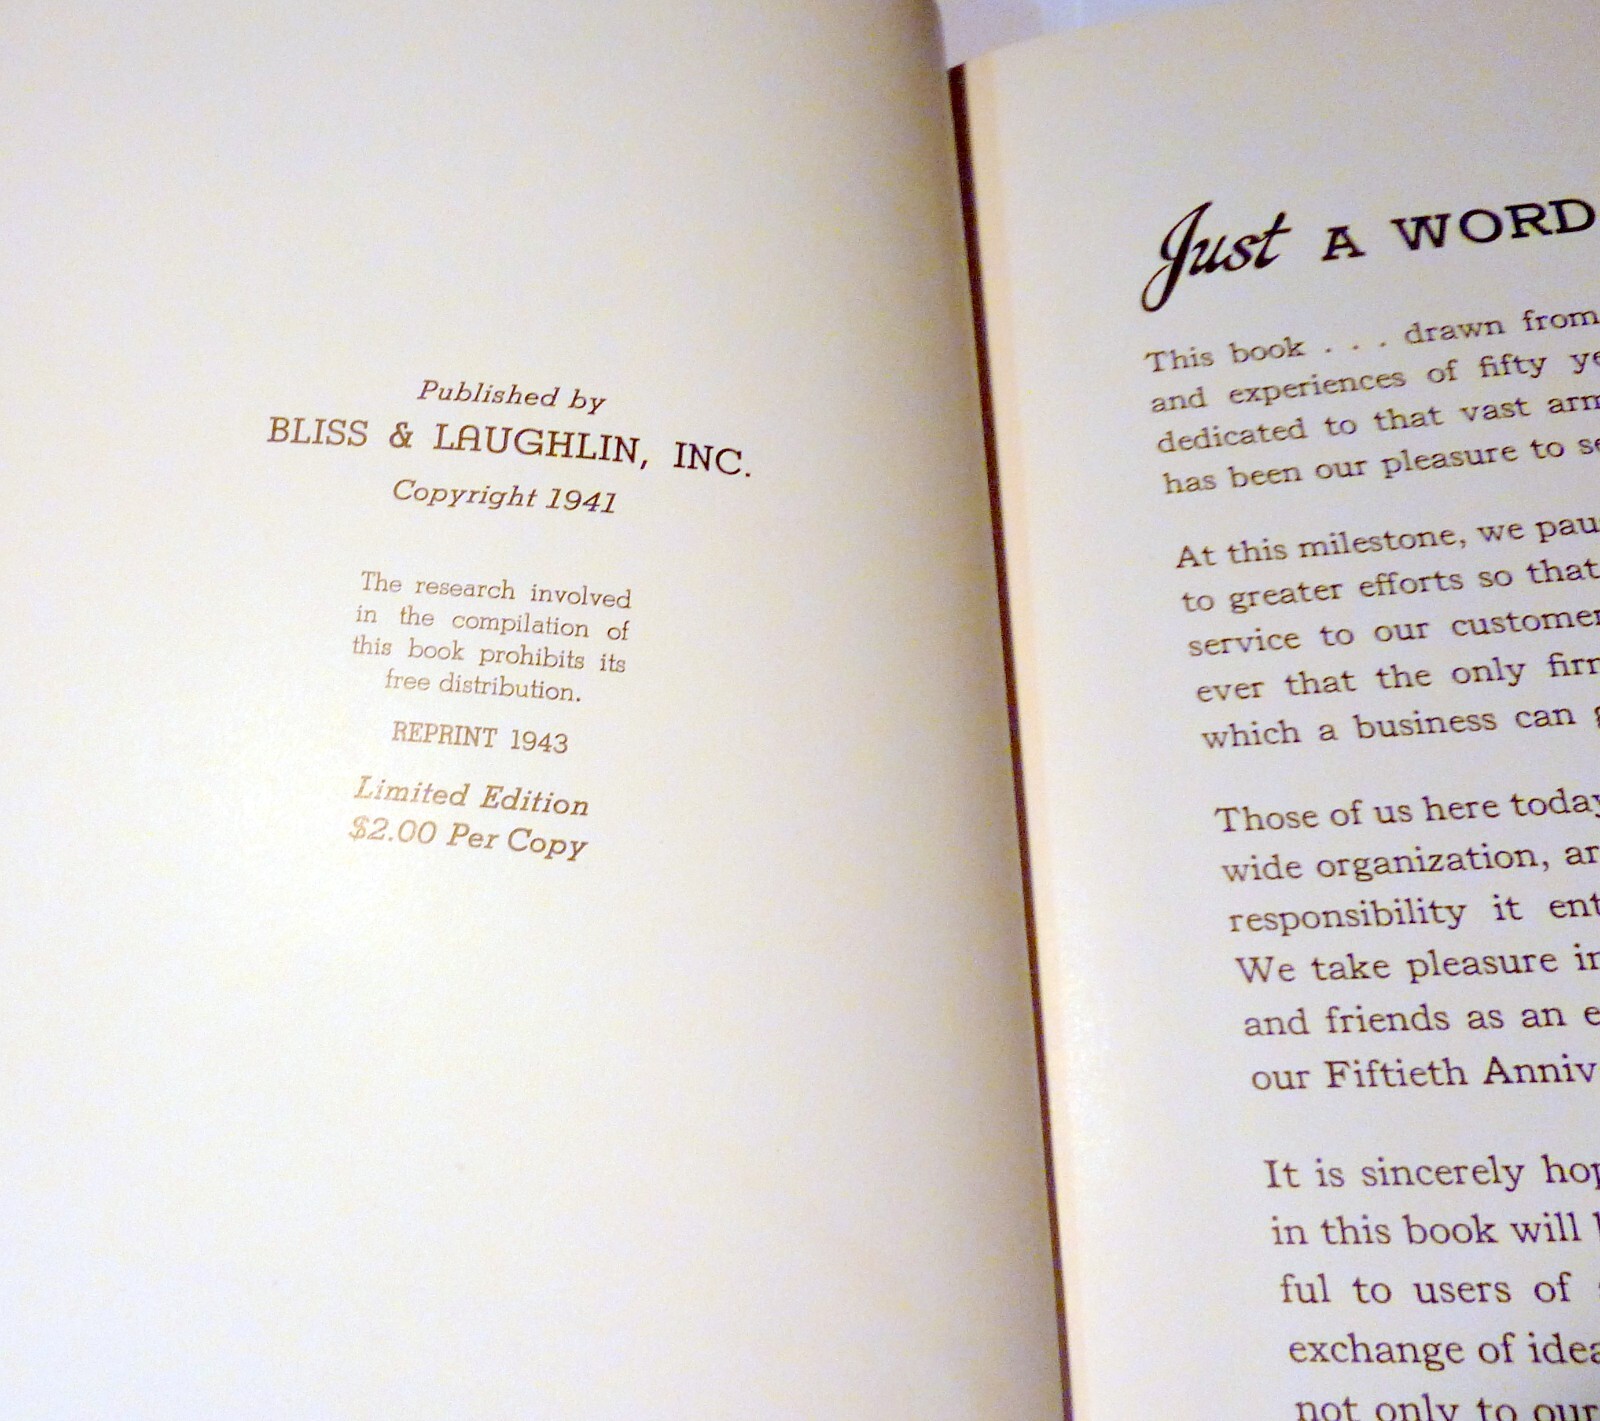 Published by
BLISS & LAUGHLIN, INC.
Copyright 1941
The research involved
in the compilation of
this book prohibits its
free distribution.
REPRINT 1943
Limited Edition
$2.00 Per Copy
Just A WORD
This book . . . drawn from
and experiences of fifty
dedicated to that vast
has been our pleasure to
At this milestone, we
to greater efforts so that
service to our
ever that the only
which a business can
Those of us here today
wide organization,
responsibility it
We take pleasure
and friends as an
our Fiftieth
It is sincerely
in this book will
ful to users of
exchange of
not only to our